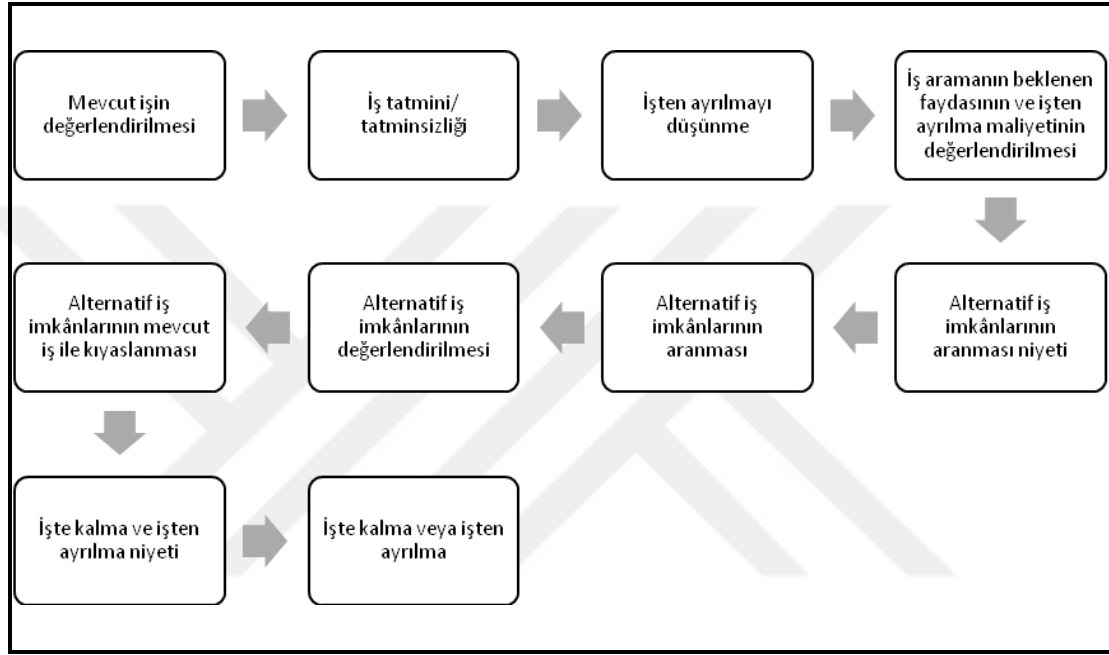 Mevcut işin
değerlendirilmesi
İş tatmini/
tatminsizliği
İşten ayrılmayı
düşünme
İş aramanın beklenen
faydasının ve işten
ayrılma maliyetinin
değerlendirilmesi
Alternatif iş
imkânlarının
aranması niyeti
Alternatif iş
imkânlarının
aranması
Alternatif iş
imkânlarının
değerlendirilmesi
Alternatif iş
imkânlarının mevcut
iş ile kıyaslanması
İşte kalma ve işten
ayrılma niyeti
İşte kalma veya işten
ayrılma